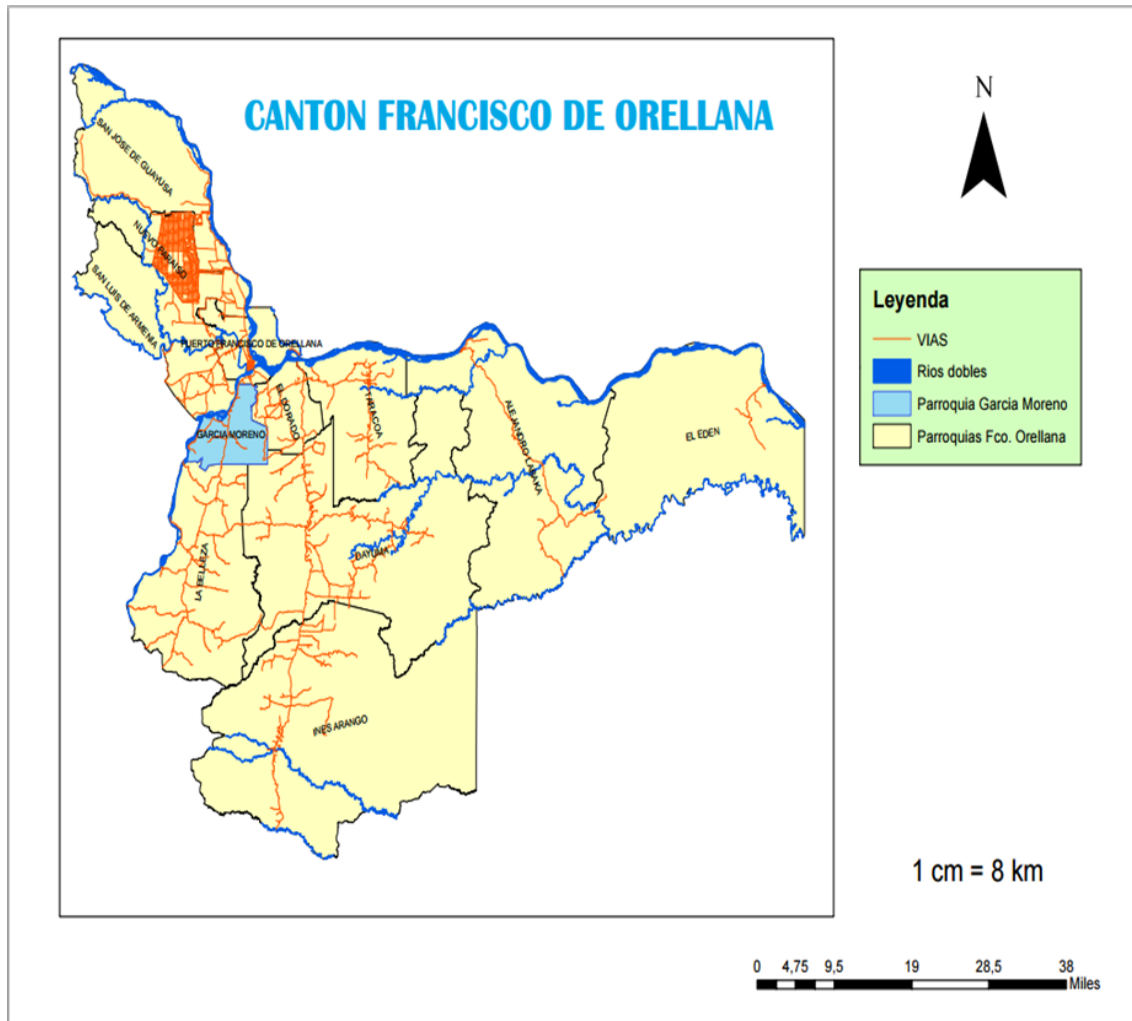 CANTON FRANCISCO DE ORELLANA
N
SAN JOSE DE GUAYUSA
NUEVO PARAISO
SAN LUIS DE ARMENIA
PUERTO FRANCISCO DE ORELLANA
EL DORADO
TARACOA
ALEJANDRO LABAKA
EL EDEN
GARCIA MORENO
LA BELLEZA
DAYUMA
INES ARANGO
Leyenda
VIAS
Rios dobles
Parroquia Garcia Moreno
Parroquias Fco. Orellana
1 cm = 8 km
0 4,75 9,5 19 28,5 38
Miles